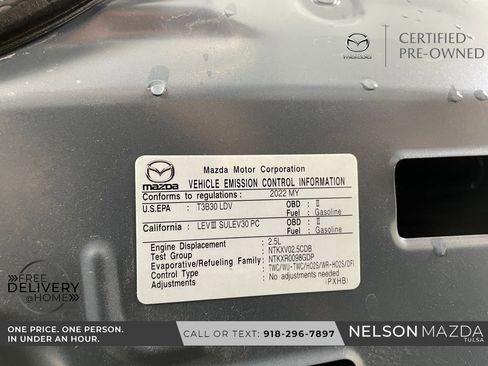 mazda
CERTIFIED
PRE-OWNED
mazda
Mazda Motor Corporation
VEHICLE EMISSION CONTROL INFORMATION
Conforms to regulations: 2022 MY
U.S.EPA : T3B30 LDV OBD : II
Fuel : Gasoline
California : LEVIII SULEV30 PC OBD : II
Fuel : Gasoline
Engine Displacement : 2.5L
Test Group : NTKXV02.5CDB
Evaporative/Refueling Family: NTKXR0098GDP
Control Type : TWC/WU-TWC/HO2S/WR-HO2S/DFI
Adjustments : No adjustments needed
(PXHB)
FREE
DELIVERY
@HOME
ONE PRICE. ONE PERSON.
IN UNDER AN HOUR.
CALL OR TEXT: 918-296-7897
NELSON MAZDA
TULSA